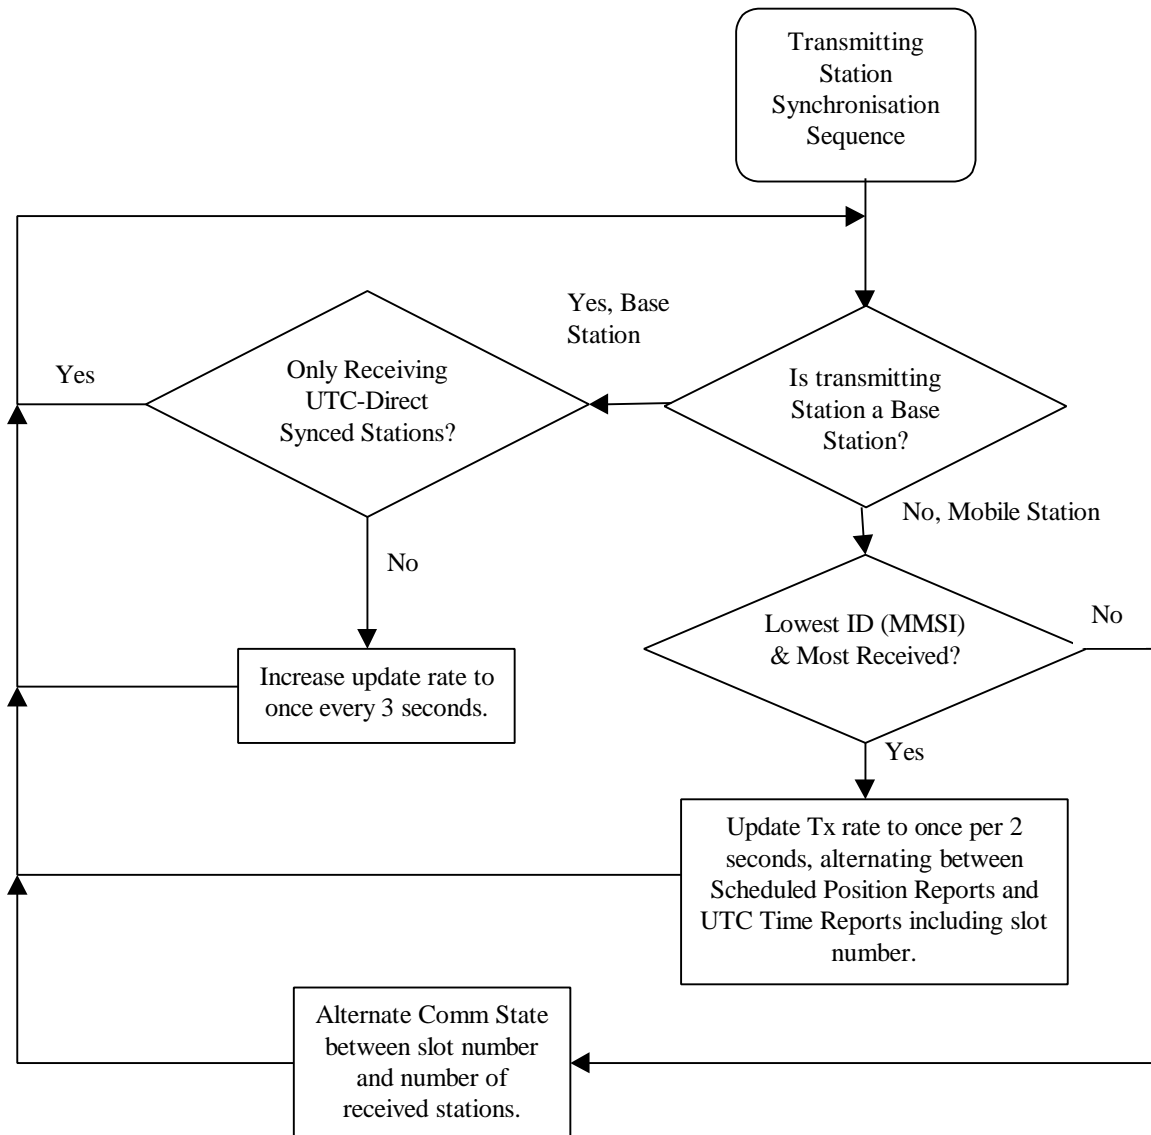 Transmitting
Station
Synchronisation
Sequence
Yes, Base
Station
Yes
Only Receiving
UTC-Direct
Synced Stations?
Is transmitting
Station a Base
Station?
No, Mobile Station
No
Lowest ID (MMSI)
& Most Received?
No
Increase update rate to
once every 3 seconds.
Yes
Update Tx rate to once per 2
seconds, alternating between
Scheduled Position Reports and
UTC Time Reports including slot
number.
Alternate Comm State
between slot number
and number of
received stations.